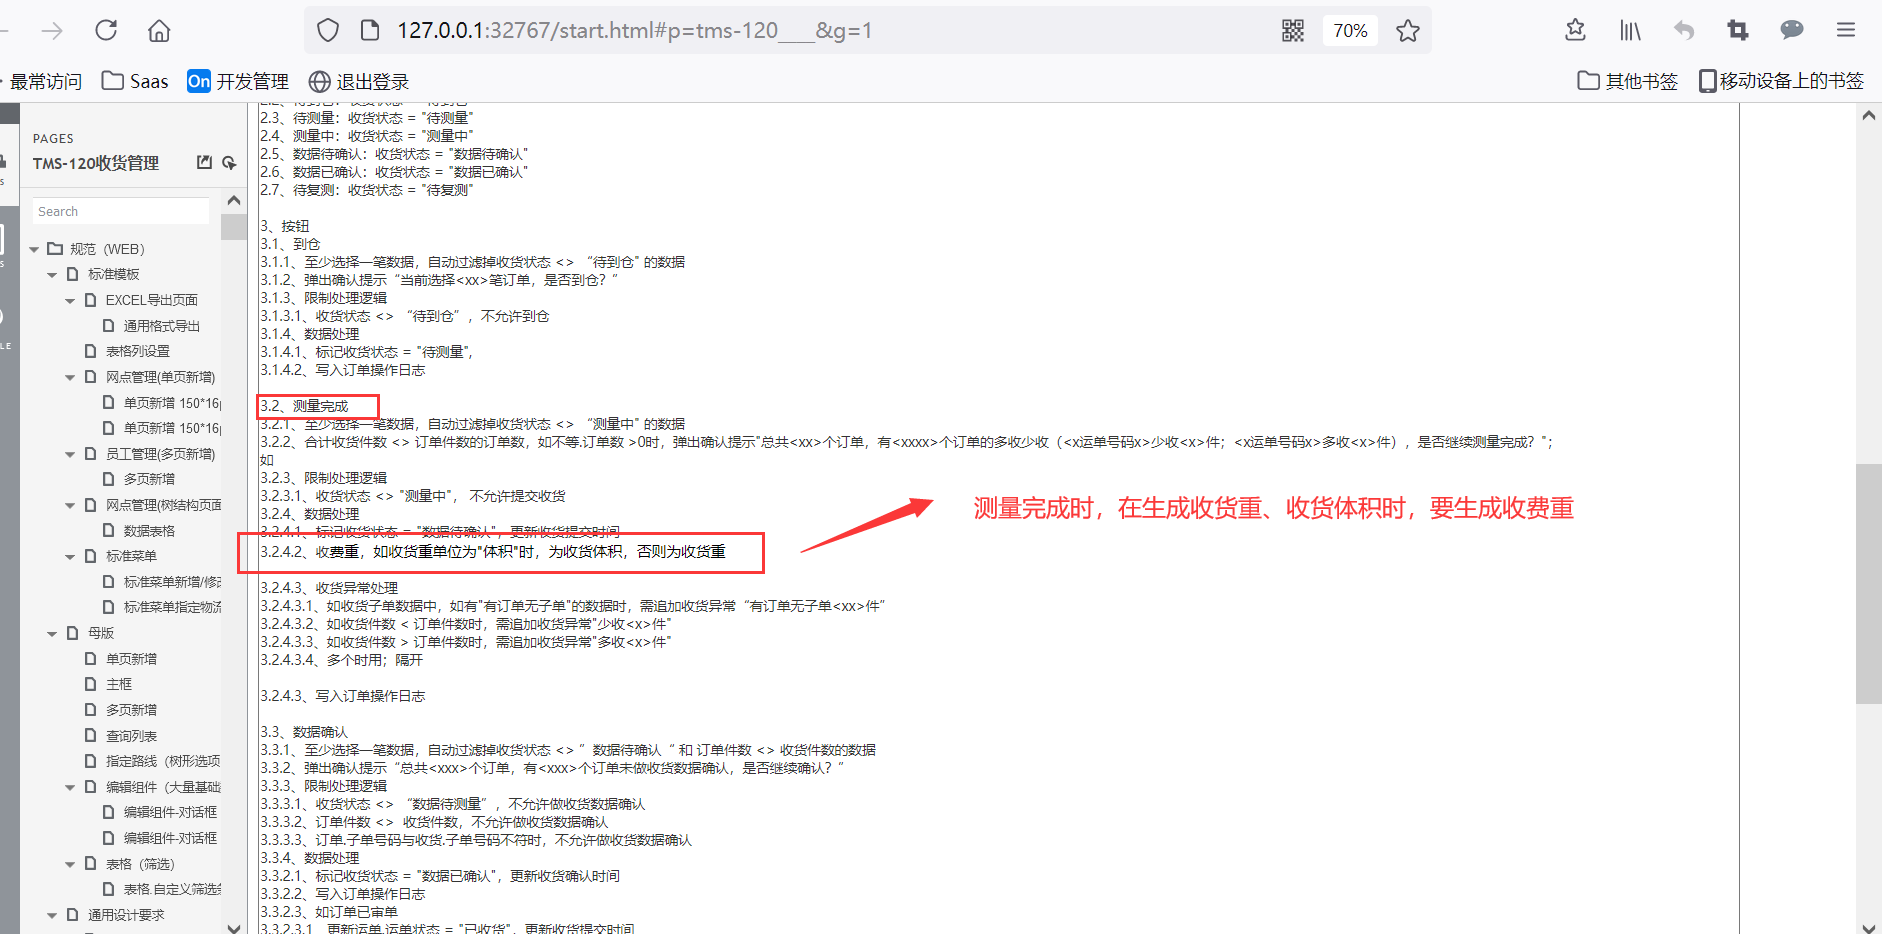 127.0.0.1:32767/start.html#p=tms-120___&g=1
70%
最常访问
Saas
On 开发管理
退出登录
其他书签
移动设备上的书签
PAGES
TMS-120收货管理
Search
规范（WEB）
标准模板
EXCEL导出页面
通用格式导出
表格列设置
网点管理(单页新增)
单页新增 150*16
单页新增 150*16
员工管理(多页新增)
多页新增
网点管理(树结构页面
数据表格
标准菜单
标准菜单新增/修改
标准菜单指定物流
母版
单页新增
主框
多页新增
查询列表
指定路线（树形选项
编辑组件（大量基础
编辑组件-对话框
编辑组件-对话框
表格（筛选）
表格.自定义筛选
通用设计要求
2.3、待测量：收货状态 = "待测量"
2.4、测量中：收货状态 = "测量中"
2.5、数据待确认：收货状态 = "数据待确认"
2.6、数据已确认：收货状态 = "数据已确认"
2.7、待复测：收货状态 = "待复测"
3、按钮
3.1、到仓
3.1.1、至少选择一笔数据，自动过滤掉收货状态 <> “待到仓" 的数据
3.1.2、弹出确认提示“当前选择<xx>笔订单，是否到仓？”
3.1.3、限制处理逻辑
3.1.3.1、收货状态 <> “待到仓”，不允许到仓
3.1.4、数据处理
3.1.4.1、标记收货状态 = "待测量",
3.1.4.2、写入订单操作日志
3.2、测量完成
3.2.1、至少选择一笔数据，自动过滤掉收货状态 <> “测量中" 的数据
3.2.2、合计收货件数 <> 订单件数的订单数，如不等.订单数 >0时，弹出确认提示"总共<xx>个订单，有<xxxx>个订单的多收少收（<x运单号码x>少收<x>件；<x运单号码x>多收<x>件），是否继续测量完成？";
如
3.2.3、限制处理逻辑
3.2.3.1、收货状态 <> "测量中"， 不允许提交收货
3.2.4、数据处理
3.2.4.1、标记收货状态 = "数据待确认"，更新收货提交时间
3.2.4.2、收费重，如收货重单位为"体积"时，为收货体积，否则为收货重
3.2.4.3、收货异常处理
3.2.4.3.1、如收货子单数据中，如有"有订单无子单"的数据时，需追加收货异常“有订单无子单<xx>件”
3.2.4.3.2、如收货件数 < 订单件数时，需追加收货异常"少收<x>件"
3.2.4.3.3、如收货件数 > 订单件数时，需追加收货异常"多收<x>件"
3.2.4.3.4、多个时用；隔开
3.2.4.3、写入订单操作日志
3.3、数据确认
3.3.1、至少选择一笔数据，自动过滤掉收货状态 <> ” 数据待确认 “ 和 订单件数 <> 收货件数的数据
3.3.2、弹出确认提示“总共<xxx>个订单，有<xxx>个订单未做收货数据确认，是否继续确认？”
3.3.3、限制处理逻辑
3.3.3.1、收货状态 <> “数据待测量”，不允许做收货数据确认
3.3.3.2、订单件数 <> 收货件数，不允许做收货数据确认
3.3.3.3、订单.子单号码与收货.子单号码不符时，不允许做收货数据确认
3.3.4、数据处理
3.3.2.1、标记收货状态 = "数据已确认"，更新收货确认时间
3.3.2.2、写入订单操作日志
3.3.2.3、如订单已审单
3.3.2.3.1、更新运单.运单状态 = "已收货"，更新收货提交时间
测量完成时，在生成收货重、收货体积时，要生成收费重